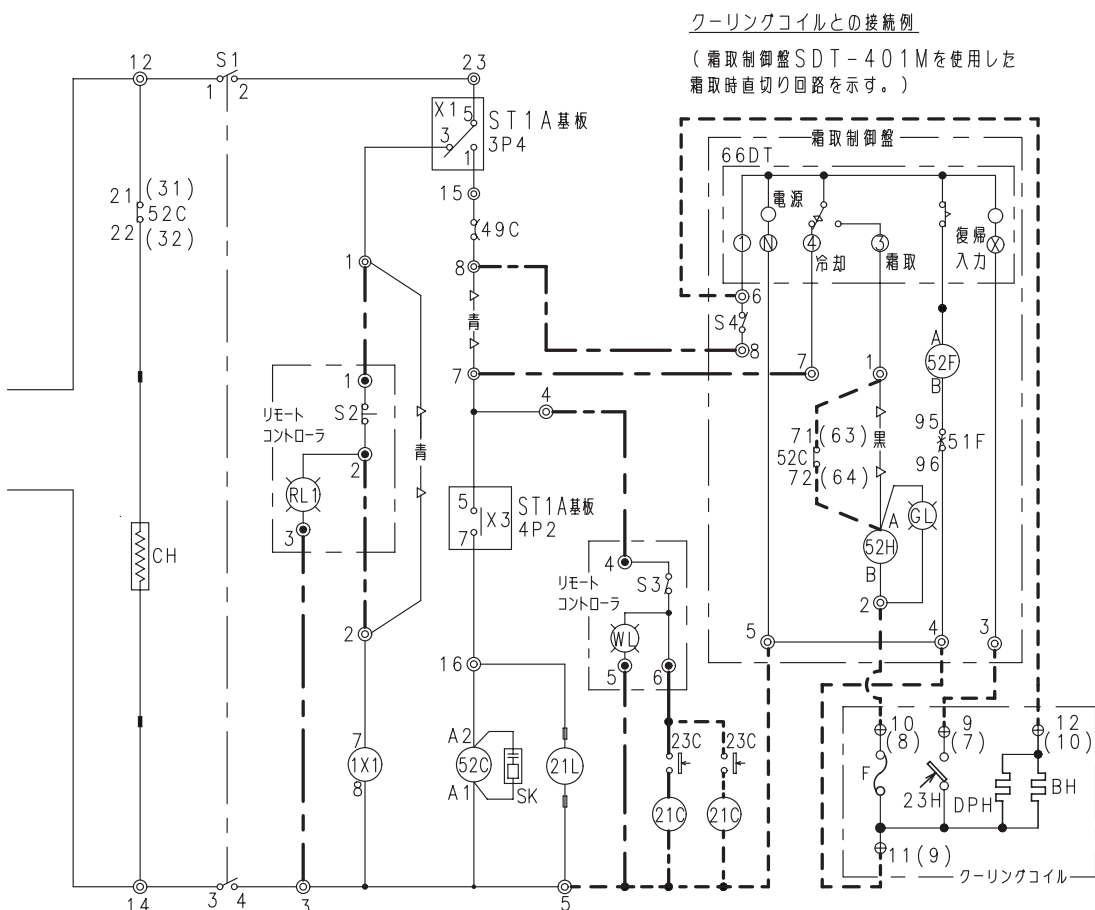 クーリングコイルとの接続例
(霜取制御盤SDT-401Mを使用した
霜取時直切り回路を示す。)
12
S1
1 2
23
X1 5
3
1
ST1A基板
3P4
霜取制御盤
66DT
電源
1 N 4 3 X
冷却
霜取
復帰
入力
21 (31)
52C
22 (32)
15
49C
1
8
青
7
6
S4
8
7
1
A
52F
B
95
51F
96
71(63)
52C
72(64)
黒
A
GL
52H
B
2
4
1
S2
リモート
コントローラ
2
RL1
3
青
5
X3
7
ST1A基板
4P2
CH
2
リモート
コントローラ
4
S3
WL
5 6
5
4
3
16
7
1X1
8
A2
52C
A1
SK
21L
23C
23C
21C
21C
10
(8)
9
(7)
12
(10)
F
23H
DPH
BH
11(9)
クーリングコイル
14
3 4
3
5